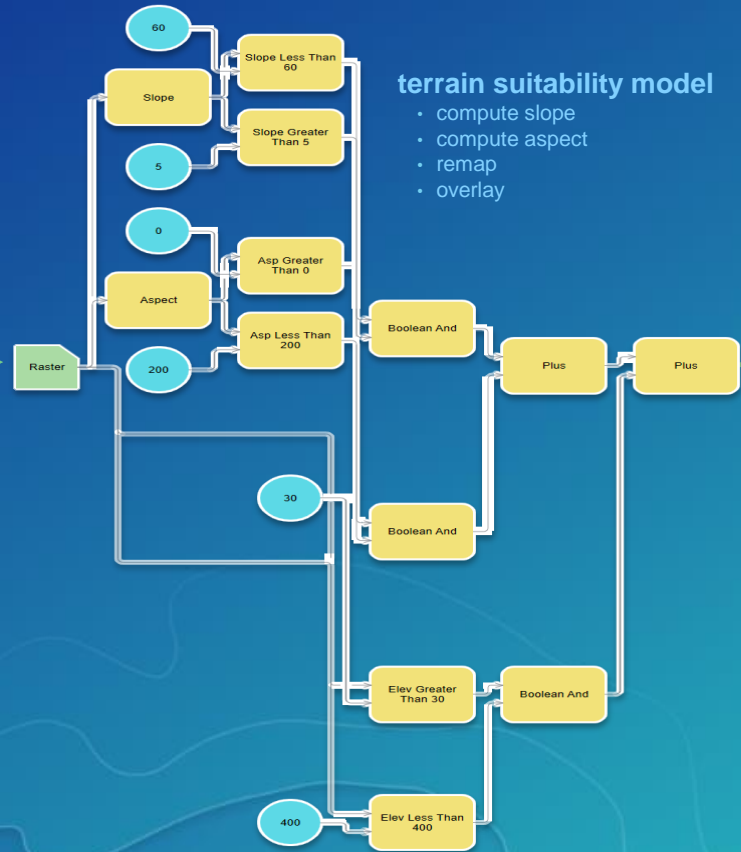 60
Slope Less Than
60
terrain suitability model
• compute slope
• compute aspect
• remap
• overlay
Slope
Slope Greater
Than 5
5
0
Asp Greater
Than 0
Aspect
Asp Less Than
200
Boolean And
Raster
200
Plus
Plus
30
Boolean And
Elev Greater
Than 30
Boolean And
400
Elev Less Than
400